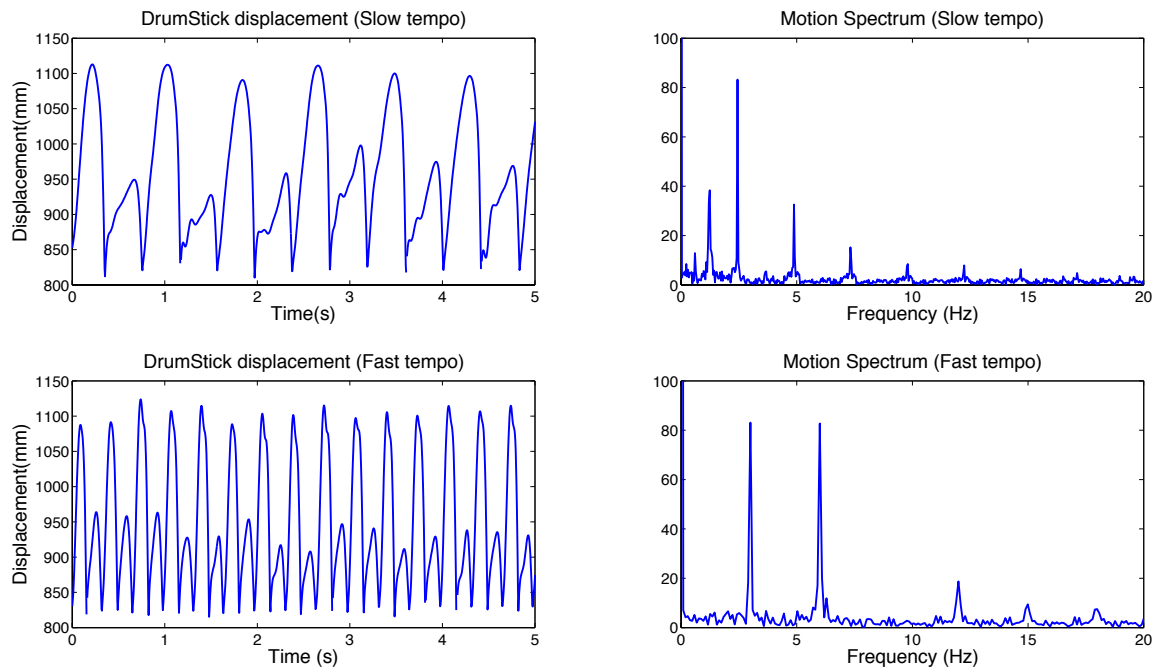 DrumStick displacement (Slow tempo)
1150
1100
1050
1000
950
900
850
800
Displacement(mm)
0 1 2 3 4 5
Time(s)
Motion Spectrum (Slow tempo)
100
80
60
40
20
0
0 5 10 15 20
Frequency (Hz)
DrumStick displacement (Fast tempo)
1150
1100
1050
1000
950
900
850
800
Displacement(mm)
0 1 2 3 4 5
Time (s)
Motion Spectrum (Fast tempo)
100
80
60
40
20
0
0 5 10 15 20
Frequency (Hz)